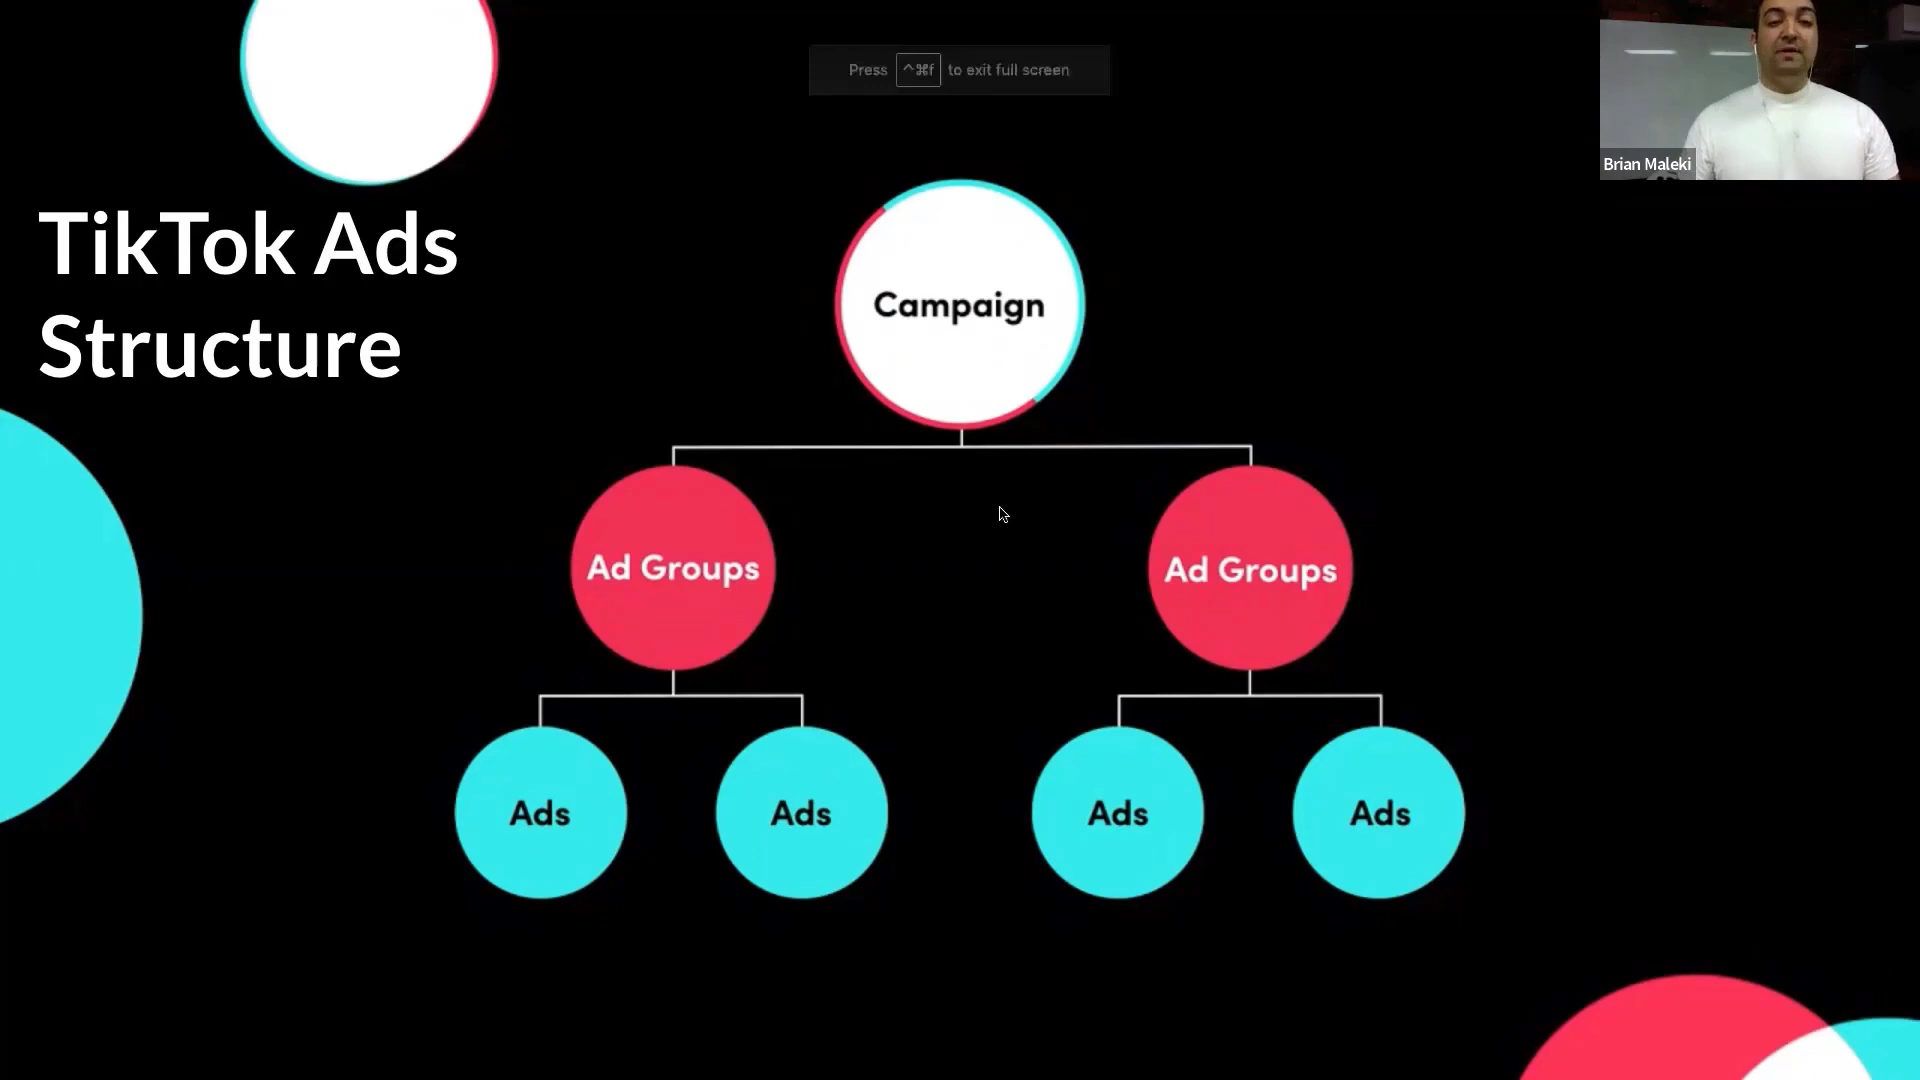 Press ^⌘f to exit full screen
Brian Maleki
TikTok Ads
Structure
Campaign
Ad Groups
Ad Groups
Ads
Ads
Ads
Ads